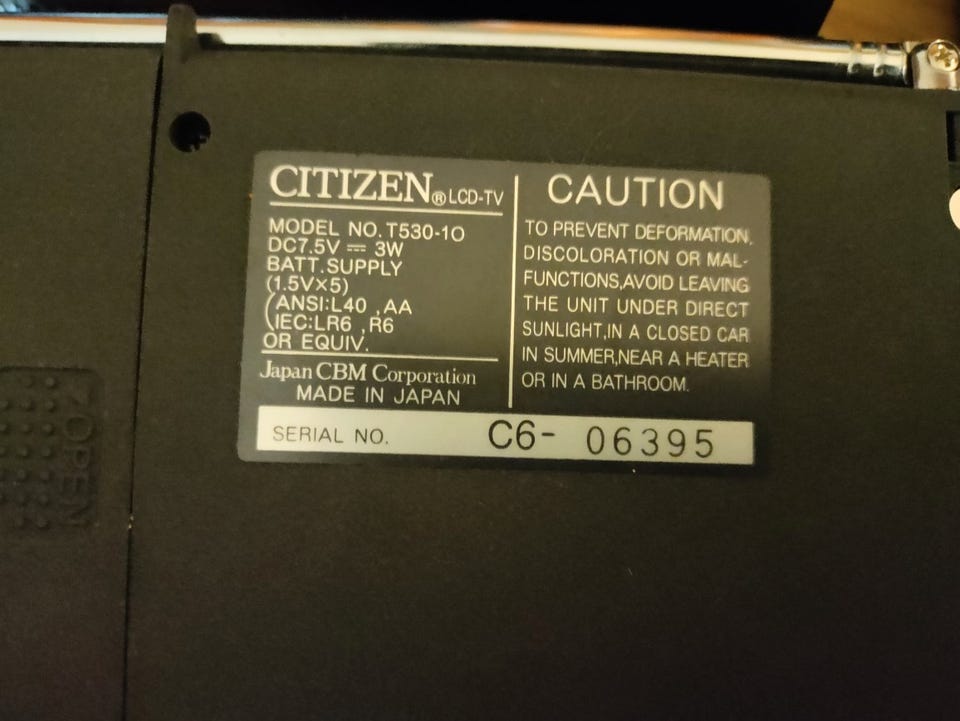 CITIZEN® LCD-TV
MODEL NO. T530-10
DC7.5V ⎓ 3W
BATT.SUPPLY
(1.5V×5)
(ANSI:L40 ,AA
IEC:LR6 ,R6
OR EQUIV.
Japan CBM Corporation
MADE IN JAPAN
CAUTION
TO PREVENT DEFORMATION,
DISCOLORATION OR MAL-
FUNCTIONS,AVOID LEAVING
THE UNIT UNDER DIRECT
SUNLIGHT,IN A CLOSED CAR
IN SUMMER,NEAR A HEATER
OR IN A BATHROOM.
SERIAL NO. C6- 06395
OPEN